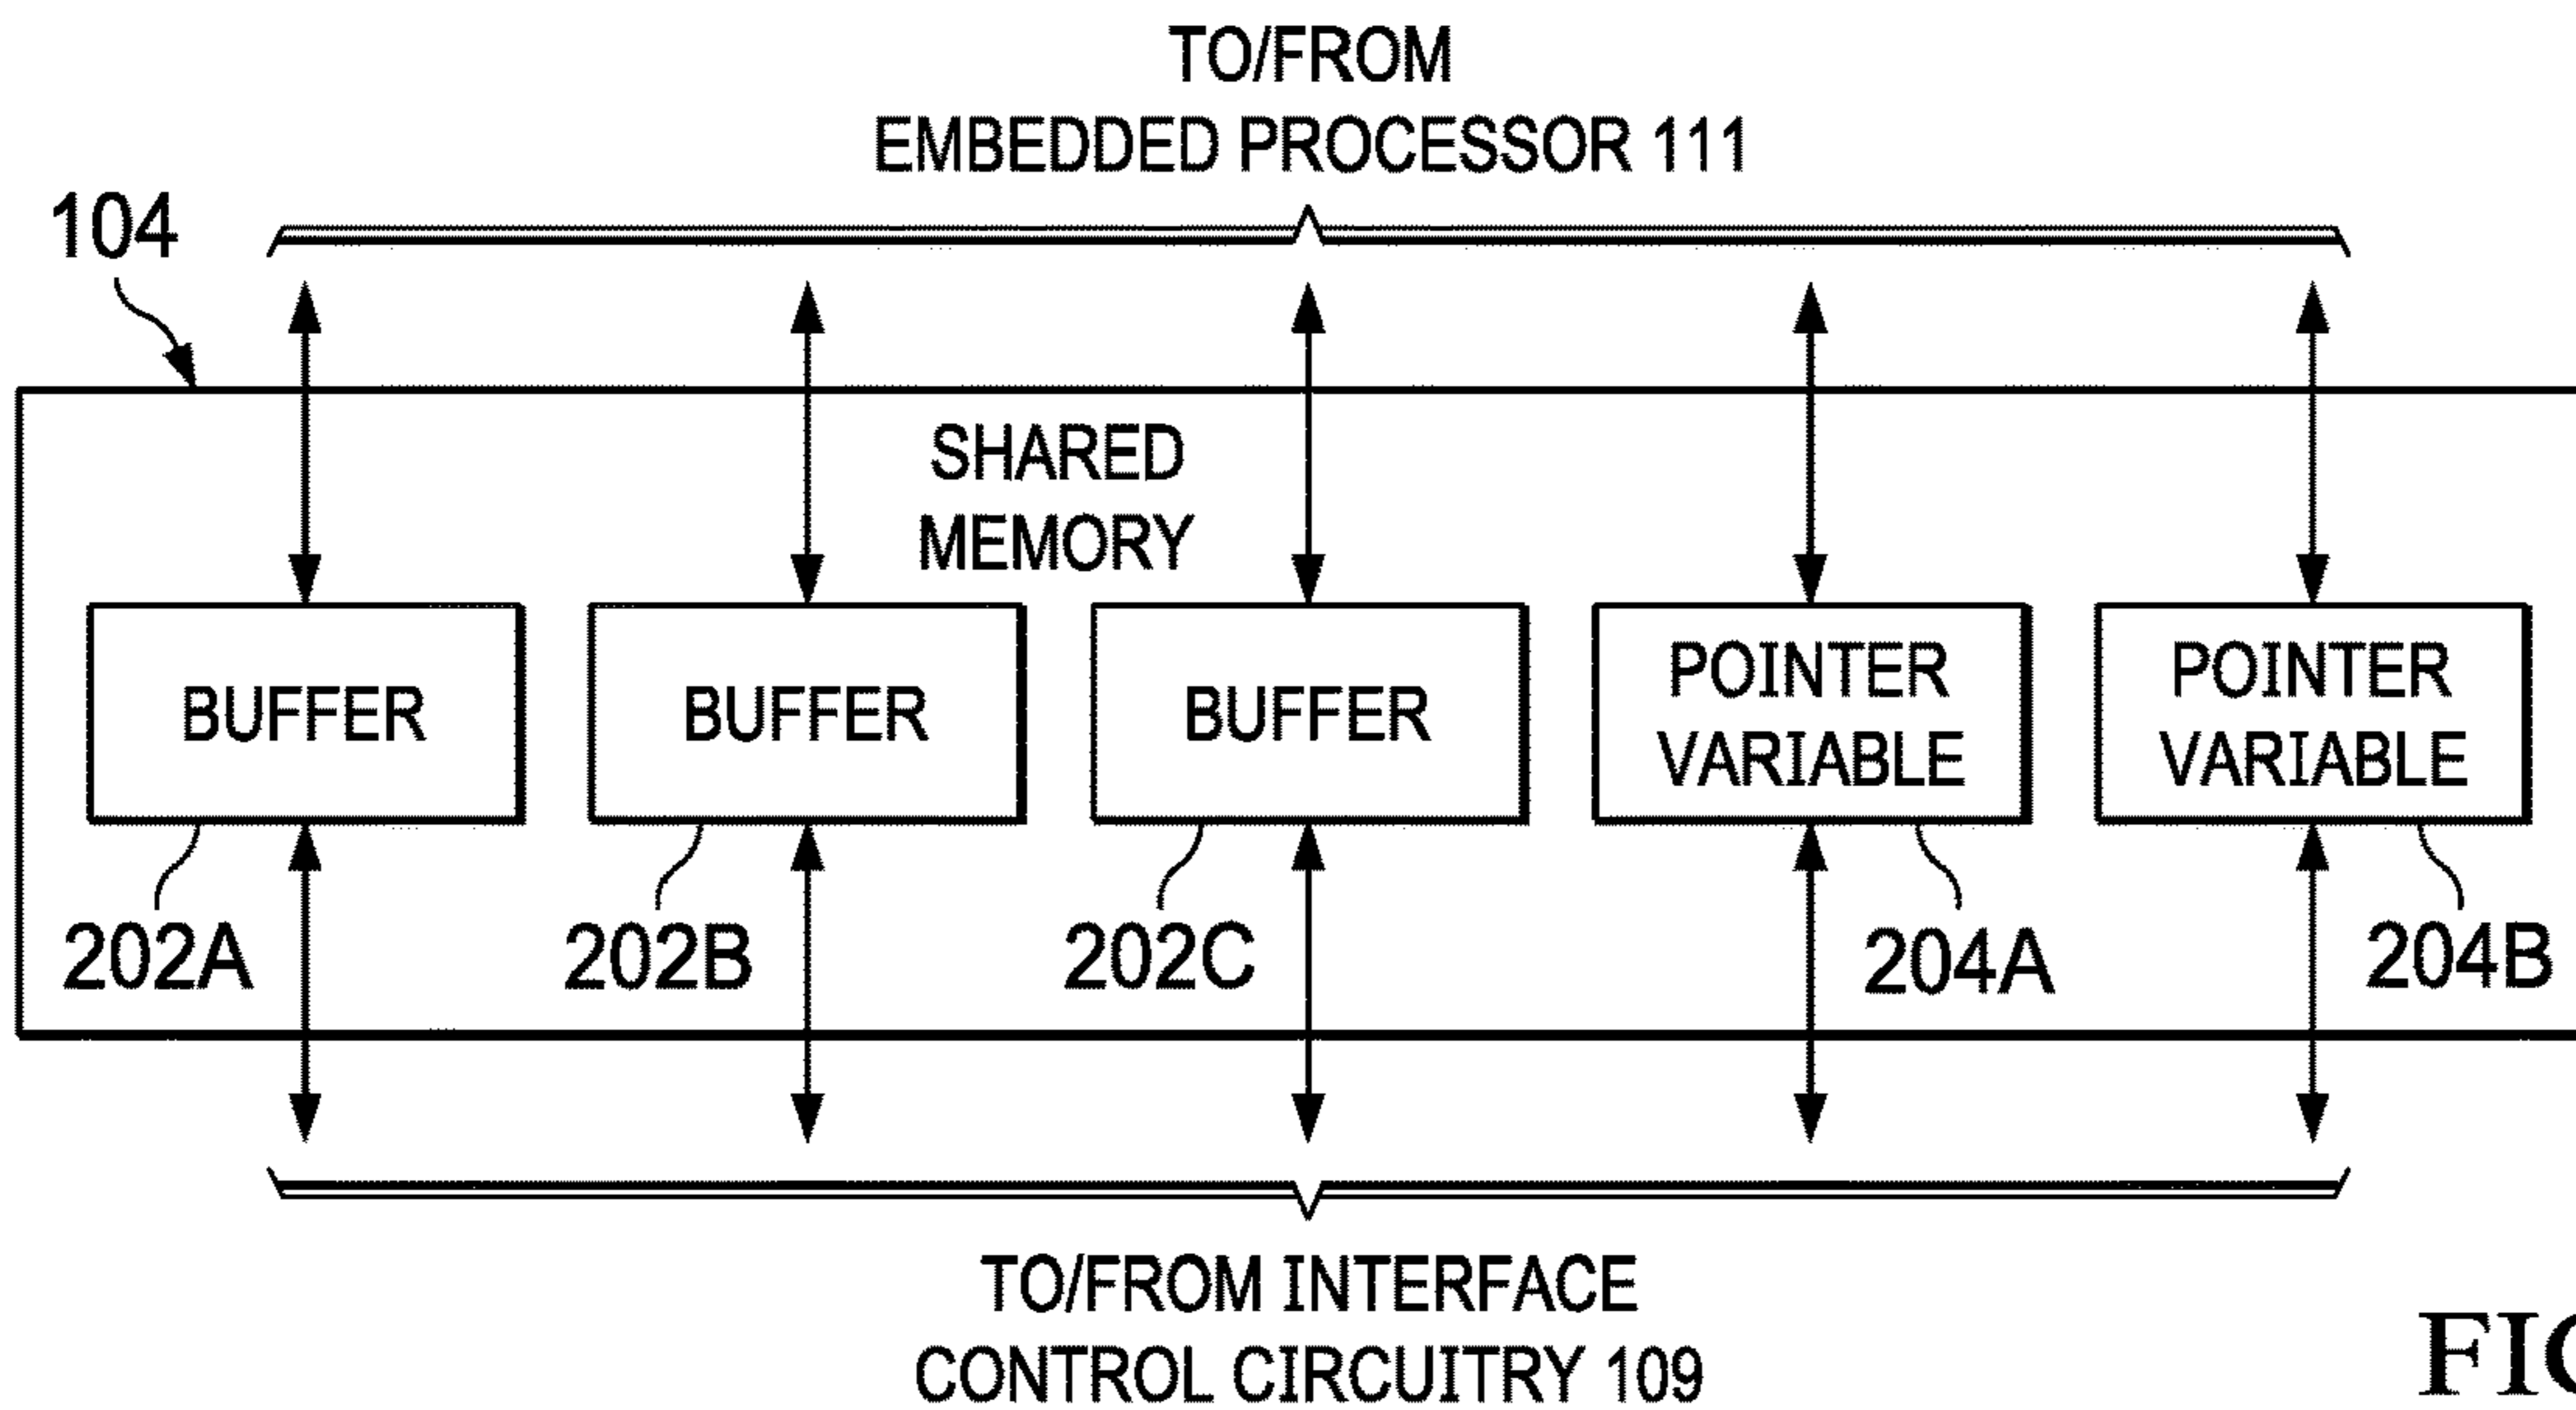 TO/FROM
EMBEDDED PROCESSOR 111
104
SHARED
MEMORY
BUFFER
BUFFER
BUFFER
POINTER
VARIABLE
POINTER
VARIABLE
202A
202B
202C
204A
204B
TO/FROM INTERFACE
CONTROL CIRCUITRY 109